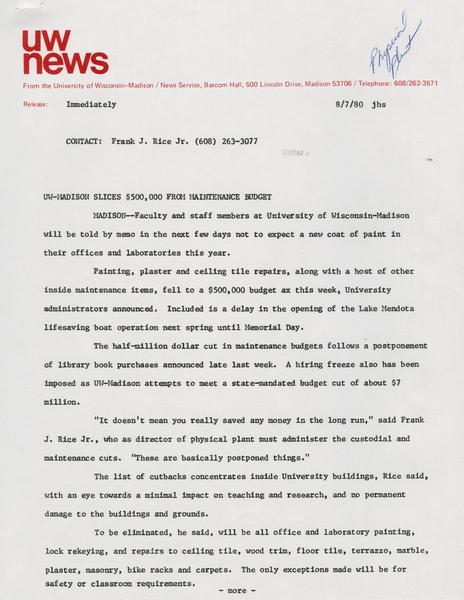 Physical
Plant
uw
news
From the University of Wisconsin-Madison / News Service, Bascom Hall, 500 Lincoln Drive, Madison 53706 / Telephone: 608/262-3571
Release: Immediately 8/7/80 jhs
CONTACT: Frank J. Rice Jr. (608) 263-3077
UW-MADISON SLICES $500,000 FROM MAINTENANCE BUDGET
MADISON--Faculty and staff members at University of Wisconsin-Madison
will be told by memo in the next few days not to expect a new coat of paint in
their offices and laboratories this year.
Painting, plaster and ceiling tile repairs, along with a host of other
inside maintenance items, fell to a $500,000 budget ax this week, University
administrators announced. Included is a delay in the opening of the Lake Mendota
lifesaving boat operation next spring until Memorial Day.
The half-million dollar cut in maintenance budgets follows a postponement
of library book purchases announced late last week. A hiring freeze also has been
imposed as UW-Madison attempts to meet a state-mandated budget cut of about $7
million.
"It doesn't mean you really saved any money in the long run," said Frank
J. Rice Jr., who as director of physical plant must administer the custodial and
maintenance cuts. "These are basically postponed things."
The list of cutbacks concentrates inside University buildings, Rice said,
with an eye towards a minimal impact on teaching and research, and no permanent
damage to the buildings and grounds.
To be eliminated, he said, will be all office and laboratory painting,
lock rekeying, and repairs to ceiling tile, wood trim, floor tile, terrazzo, marble,
plaster, masonry, bike racks and carpets. The only exceptions made will be for
safety or classroom requirements.
- more -